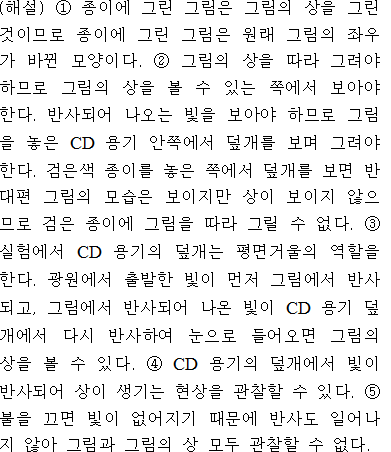 (해설) ① 종이에 그린 그림은 그림의 상을 그린
것이므로 종이에 그린 그림은 원래 그림의 좌우
가 바뀐 모양이다. ② 그림의 상을 따라 그려야
하므로 그림의 상을 볼 수 있는 쪽에서 보아야
한다. 반사되어 나오는 빛을 보아야 하므로 그림
을 놓은 CD 용기 안쪽에서 덮개를 보며 그려야
한다. 검은색 종이를 놓은 쪽에서 덮개를 보면 반
대편 그림의 모습은 보이지만 상이 보이지 않으
므로 검은 종이에 그림을 따라 그릴 수 없다. ③
실험에서 CD 용기의 덮개는 평면거울의 역할을
한다. 광원에서 출발한 빛이 먼저 그림에서 반사
되고, 그림에서 반사되어 나온 빛이 CD 용기 덮
개에서 다시 반사하여 눈으로 들어오면 그림의
상을 볼 수 있다. ④ CD 용기의 덮개에서 빛이
반사되어 상이 생기는 현상을 관찰할 수 있다. ⑤
불을 끄면 빛이 없어지기 때문에 반사도 일어나
지 않아 그림과 그림의 상 모두 관찰할 수 없다.